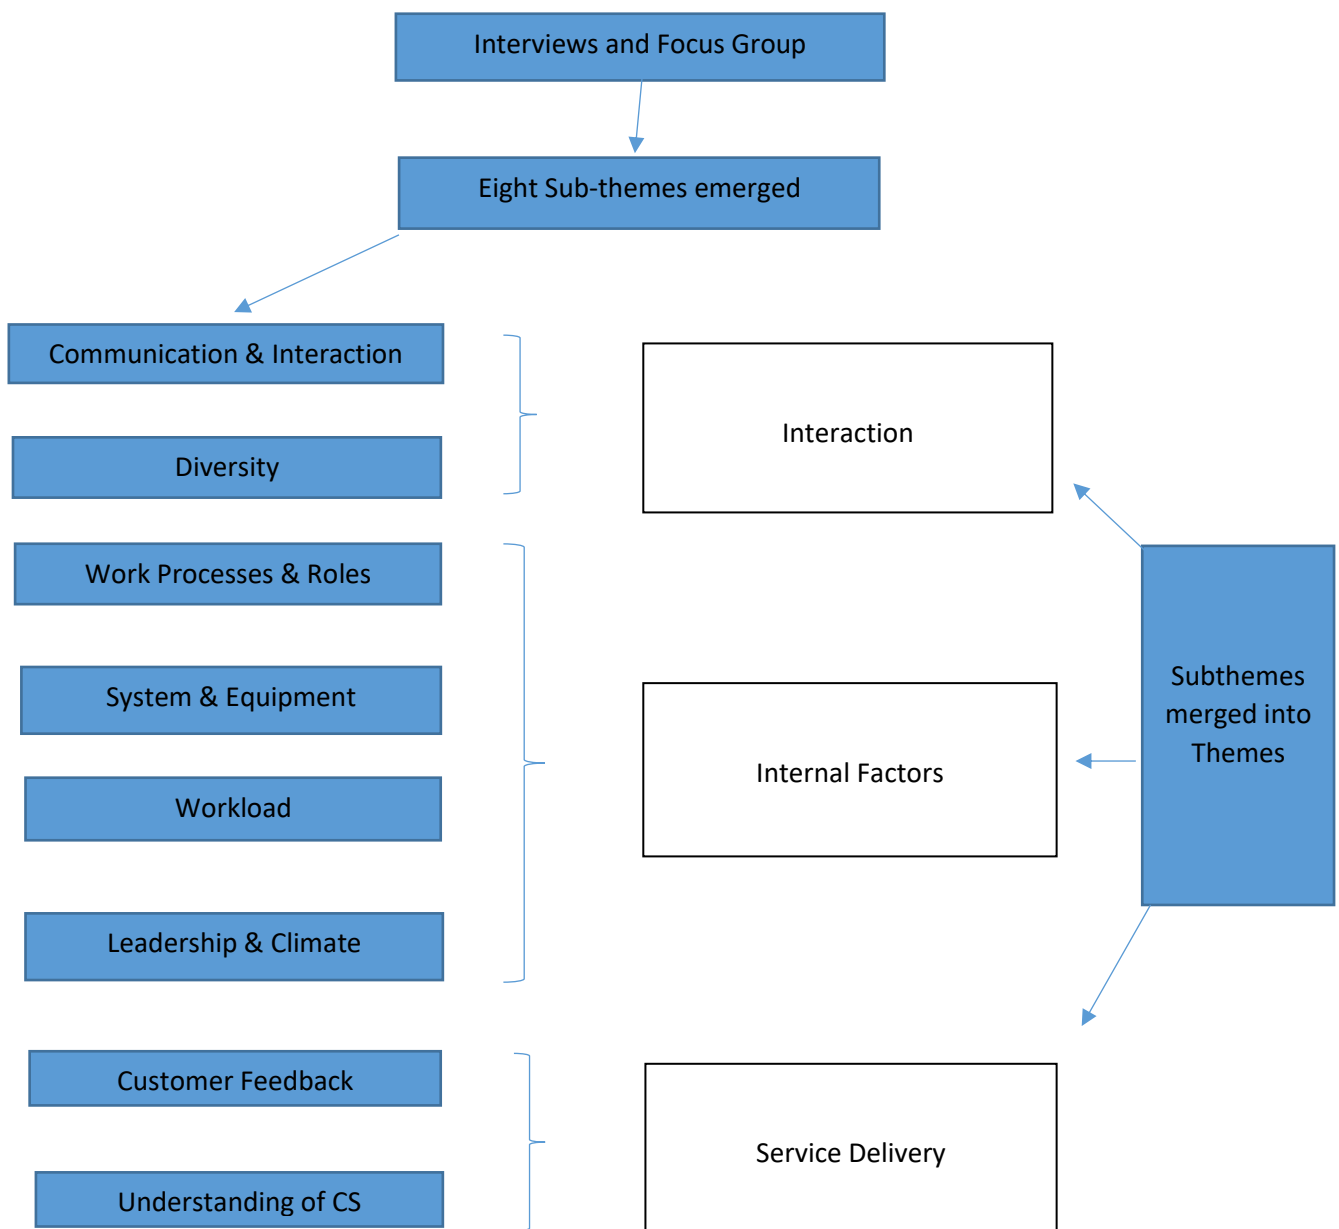 Interviews and Focus Group
Eight Sub-themes emerged
Communication & Interaction
Diversity
Work Processes & Roles
System & Equipment
Workload
Leadership & Climate
Customer Feedback
Understanding of CS
Interaction
Internal Factors
Service Delivery
Subthemes
merged into
Themes